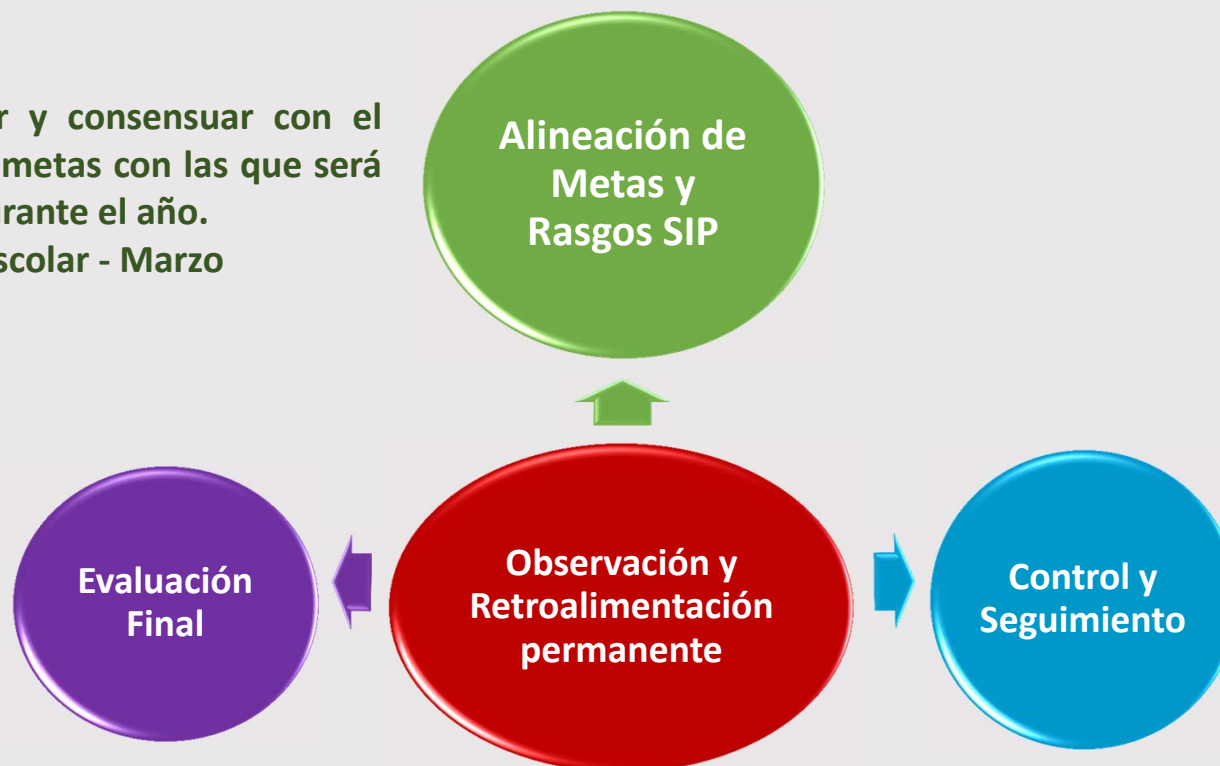 r y consensuar con el
metas con las que será
urante el año.
scolar - Marzo
Alineación de
Metas y
Rasgos SIP
Evaluación
Final
Observación y
Retroalimentación
permanente
Control y
Seguimiento